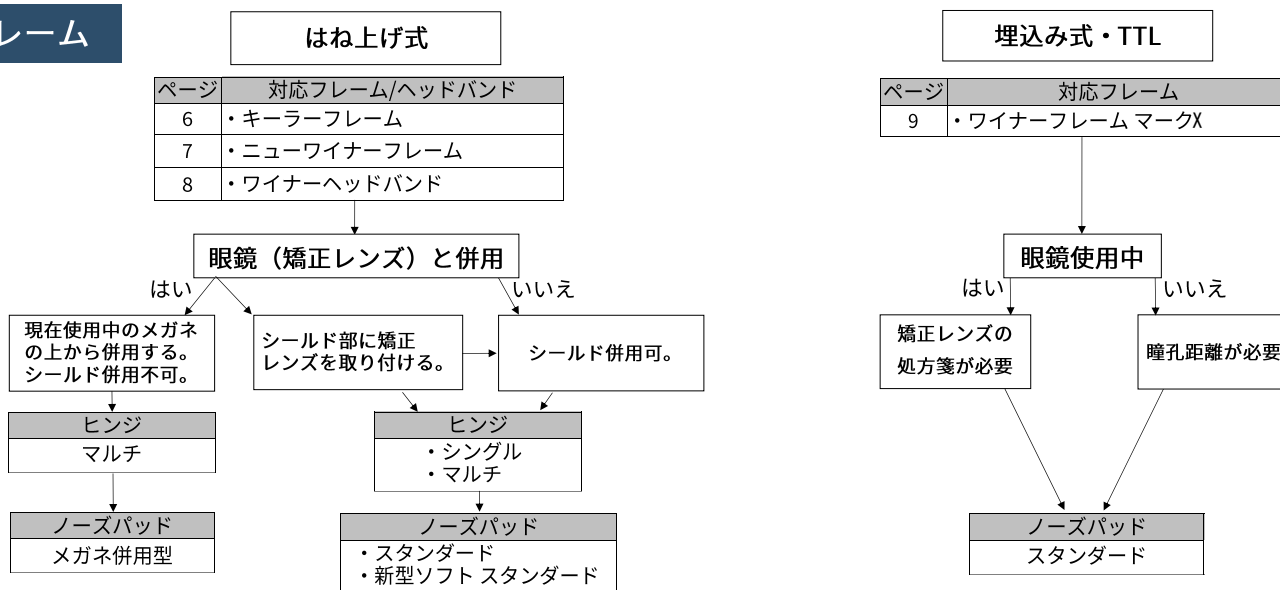 レーム
はね上げ式
ページ 対応フレーム/ヘッドバンド
6 ・キーラーフレーム
7 ・ニューワイナーフレーム
8 ・ワイナーヘッドバンド
眼鏡（矯正レンズ）と併用
はい
いいえ
現在使用中のメガネ
の上から併用する。
シールド併用不可。
シールド部に矯正
レンズを取り付ける。
シールド併用可。
ヒンジ
マルチ
ヒンジ
・シングル
・マルチ
ノーズパッド
メガネ併用型
ノーズパッド
・スタンダード
・新型ソフト スタンダード
埋込み式・TTL
ページ 対応フレーム
9 ・ワイナーフレーム マークX
眼鏡使用中
はい
いいえ
矯正レンズの
処方箋が必要
瞳孔距離が必要
ノーズパッド
スタンダード